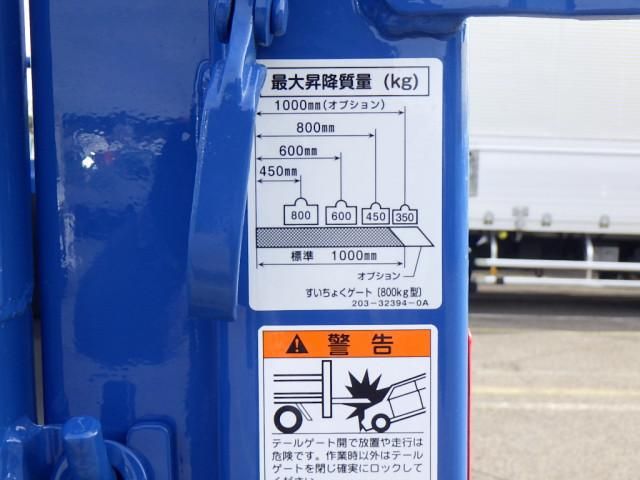 最大昇降質量 (kg)
1000mm(オプション)
800mm
600mm
450mm
800 600 450 350
標準 1000mm
オプション
すいちょくゲート〔800kg型〕
203-32394-0A
警告
テールゲート開で放置や走行は
危険です。作業時以外はテール
ゲートを閉じ確実にロックして
ください。